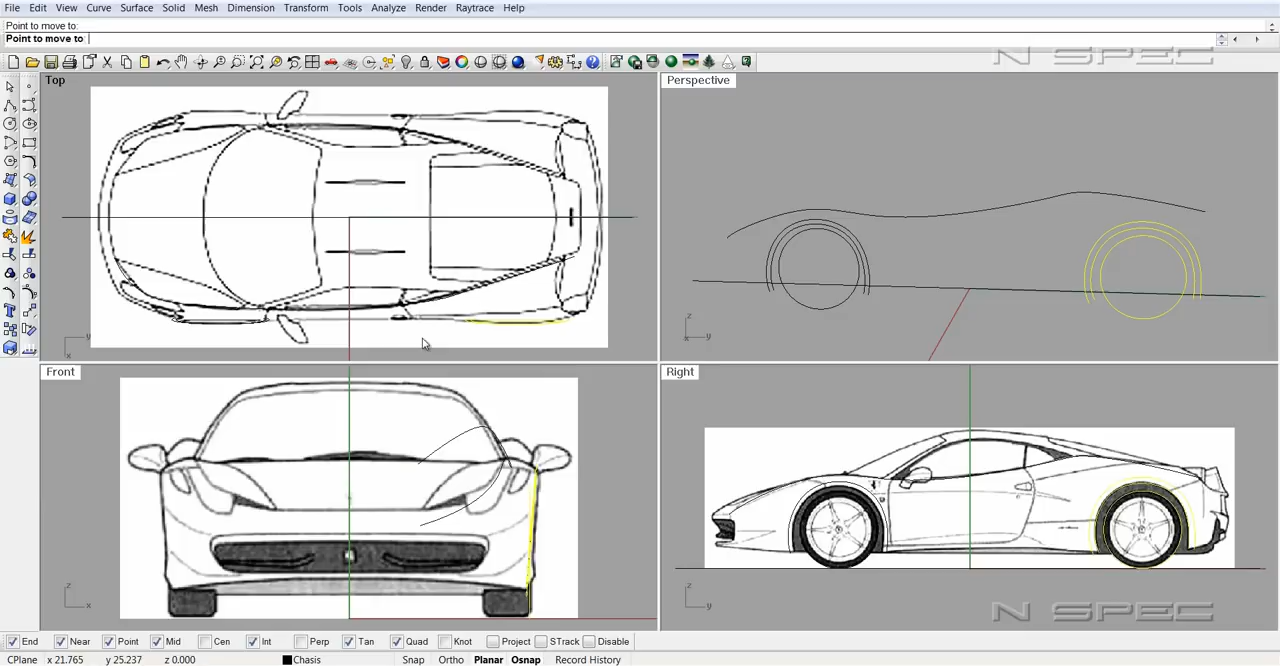 File Edit View Curve Surface Solid Mesh Dimension Transform Tools Analyze Render Raytrace Help
Point to move to:
Point to move to:
N SPEC
Top
Perspective
z
y
x
Front
Right
z
x
z
y
N SPEC
End Near Point Mid Cen Int Perp Tan Quad Knot Project STrack Disable
CPlane x 21.765 y 25.237 z 0.000 Chasis Snap Ortho Planar Osnap Record History